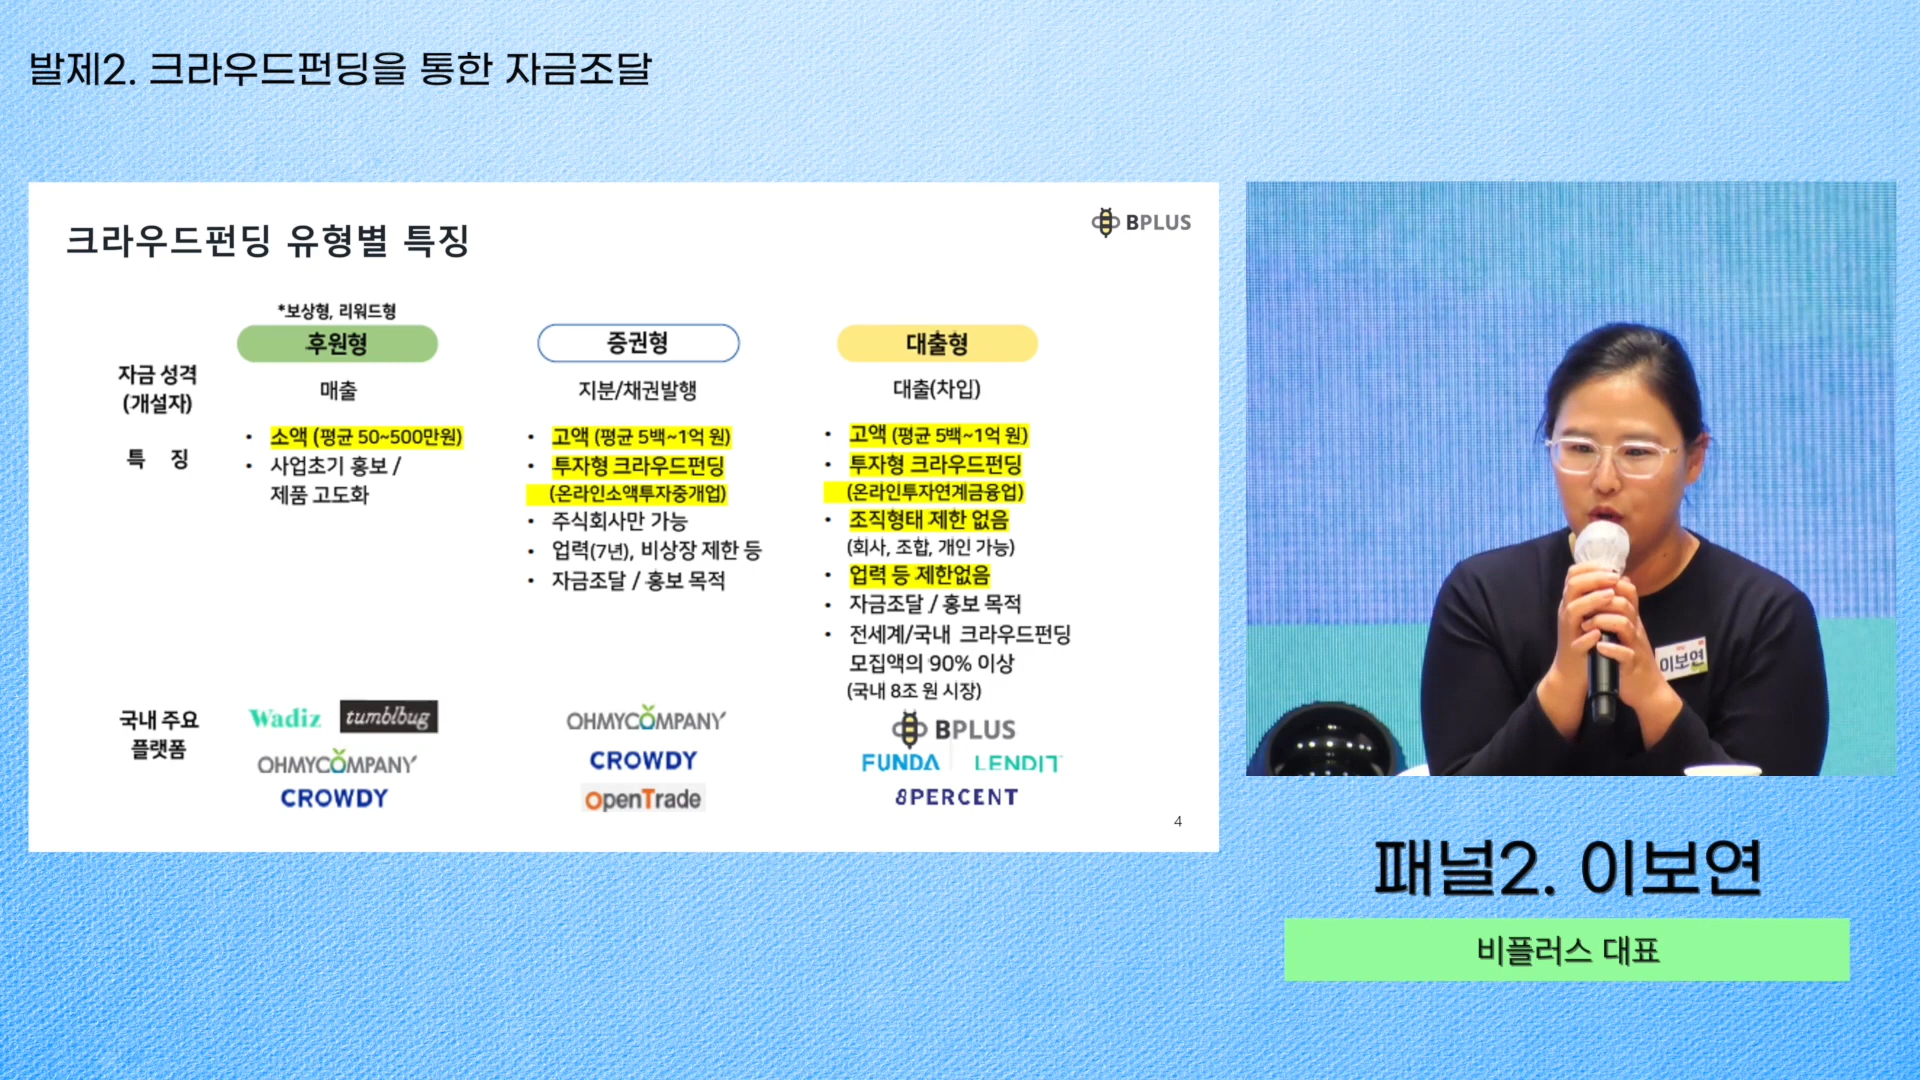 발제2. 크라우드펀딩을 통한 자금조달
크라우드펀딩 유형별 특징
BPLUS
*보상형, 리워드형
후원형
증권형
대출형
자금 성격
(개설자)
매출
지분/채권발행
대출(차입)
특 징
• 소액 (평균 50~500만원)
• 사업초기 홍보 /
제품 고도화
• 고액 (평균 5백~1억 원)
• 투자형 크라우드펀딩
(온라인소액투자중개업)
• 주식회사만 가능
• 업력(7년), 비상장 제한 등
• 자금조달 / 홍보 목적
• 고액 (평균 5백~1억 원)
• 투자형 크라우드펀딩
(온라인투자연계금융업)
• 조직형태 제한 없음
(회사, 조합, 개인 가능)
• 업력 등 제한없음
• 자금조달 / 홍보 목적
• 전세계/국내 크라우드펀딩
모집액의 90% 이상
(국내 8조 원 시장)
국내 주요
플랫폼
Wadiz tumblbug
OHMYCOMPANY
CROWDY
OHMYCOMPANY
CROWDY
OpenTrade
BPLUS
FUNDA LENDIT
8PERCENT
4
이보연
패널2. 이보연
비플러스 대표